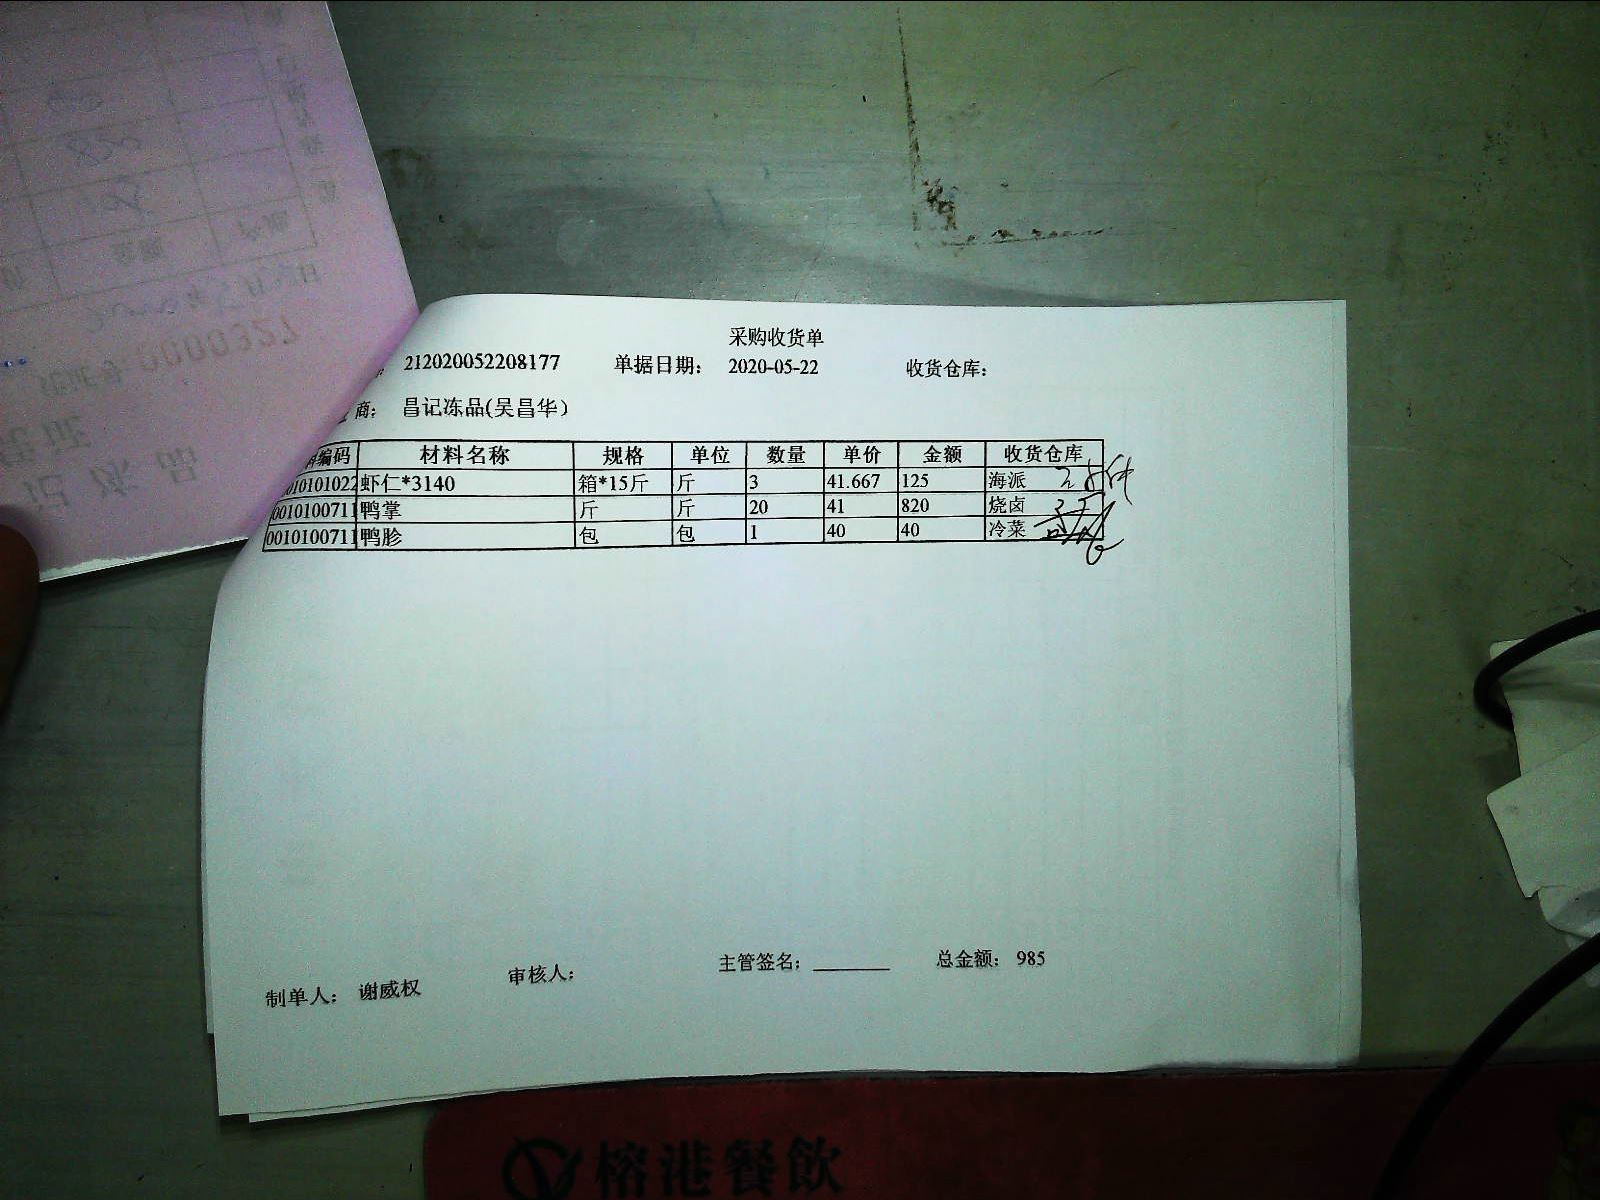 采购收货单
212020052208177 单据日期: 2020-05-22 收货仓库:
商: 昌记冻品(吴昌华)
编码 材料名称 规格 单位 数量 单价 金额 收货仓库
010101022 虾仁*3140 箱*15斤 斤 3 41.667 125 海派
0010100711 鸭掌 斤 斤 20 41 820 烧卤
0010100711 鸭胗 包 包 1 40 40 冷菜
制单人: 谢威权 审核人: 主管签名: 总金额: 985
0000327
榕港餐飲